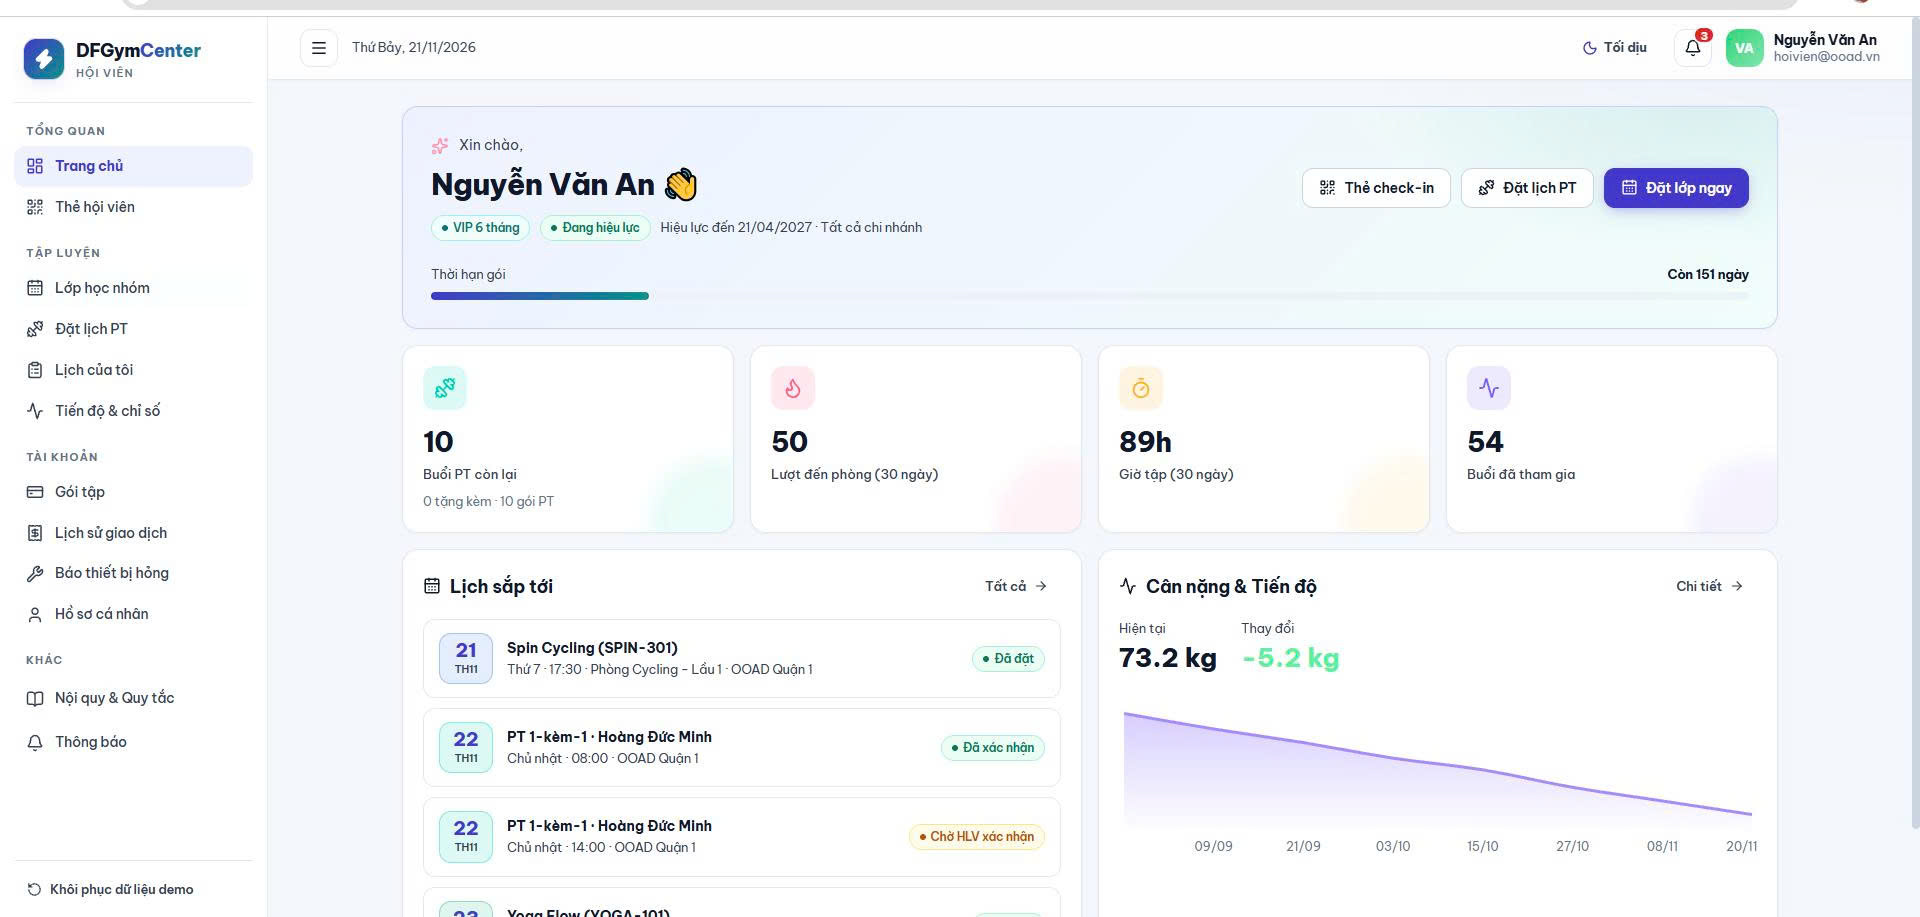 DFGymCenter
HỘI VIÊN
TỔNG QUAN
Trang chủ
Thẻ hội viên
TẬP LUYỆN
Lớp học nhóm
Đặt lịch PT
Lịch của tôi
Tiến độ & chỉ số
TÀI KHOẢN
Gói tập
Lịch sử giao dịch
Báo thiết bị hỏng
Hồ sơ cá nhân
KHÁC
Nội quy & Quy tắc
Thông báo
Khôi phục dữ liệu demo
Thứ Bảy, 21/11/2026
Tối dịu
3
VA
Nguyễn Văn An
hoivien@ooad.vn
Xin chào,
Nguyễn Văn An 👋
VIP 6 tháng
Đang hiệu lực
Hiệu lực đến 21/04/2027 · Tất cả chi nhánh
Thẻ check-in
Đặt lịch PT
Đặt lớp ngay
Thời hạn gói
Còn 151 ngày
10
Buổi PT còn lại
0 tặng kèm · 10 gói PT
50
Lượt đến phòng (30 ngày)
89h
Giờ tập (30 ngày)
54
Buổi đã tham gia
Lịch sắp tới
Tất cả →
21
TH11
Spin Cycling (SPIN-301)
Thứ 7 · 17:30 · Phòng Cycling - Lầu 1 · OOAD Quận 1
Đã đặt
22
TH11
PT 1-kèm-1 · Hoàng Đức Minh
Chủ nhật · 08:00 · OOAD Quận 1
Đã xác nhận
22
TH11
PT 1-kèm-1 · Hoàng Đức Minh
Chủ nhật · 14:00 · OOAD Quận 1
Chờ HLV xác nhận
23
Yoga Flow (YOGA-101)
Cân nặng & Tiến độ
Chi tiết →
Hiện tại
73.2 kg
Thay đổi
-5.2 kg
09/09
21/09
03/10
15/10
27/10
08/11
20/11